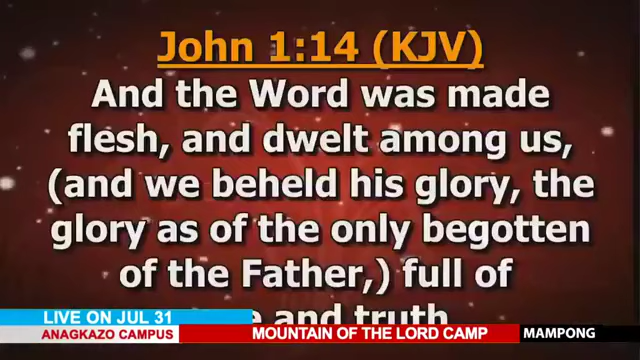 John 1:14 (KJV)
And the Word was made
flesh, and dwelt among us,
(and we beheld his glory, the
glory as of the only begotten
of the Father,) full of
and truth
LIVE ON JUL 31
ANAGKAZO CAMPUS MOUNTAIN OF THE LORD CAMP MAMPONG